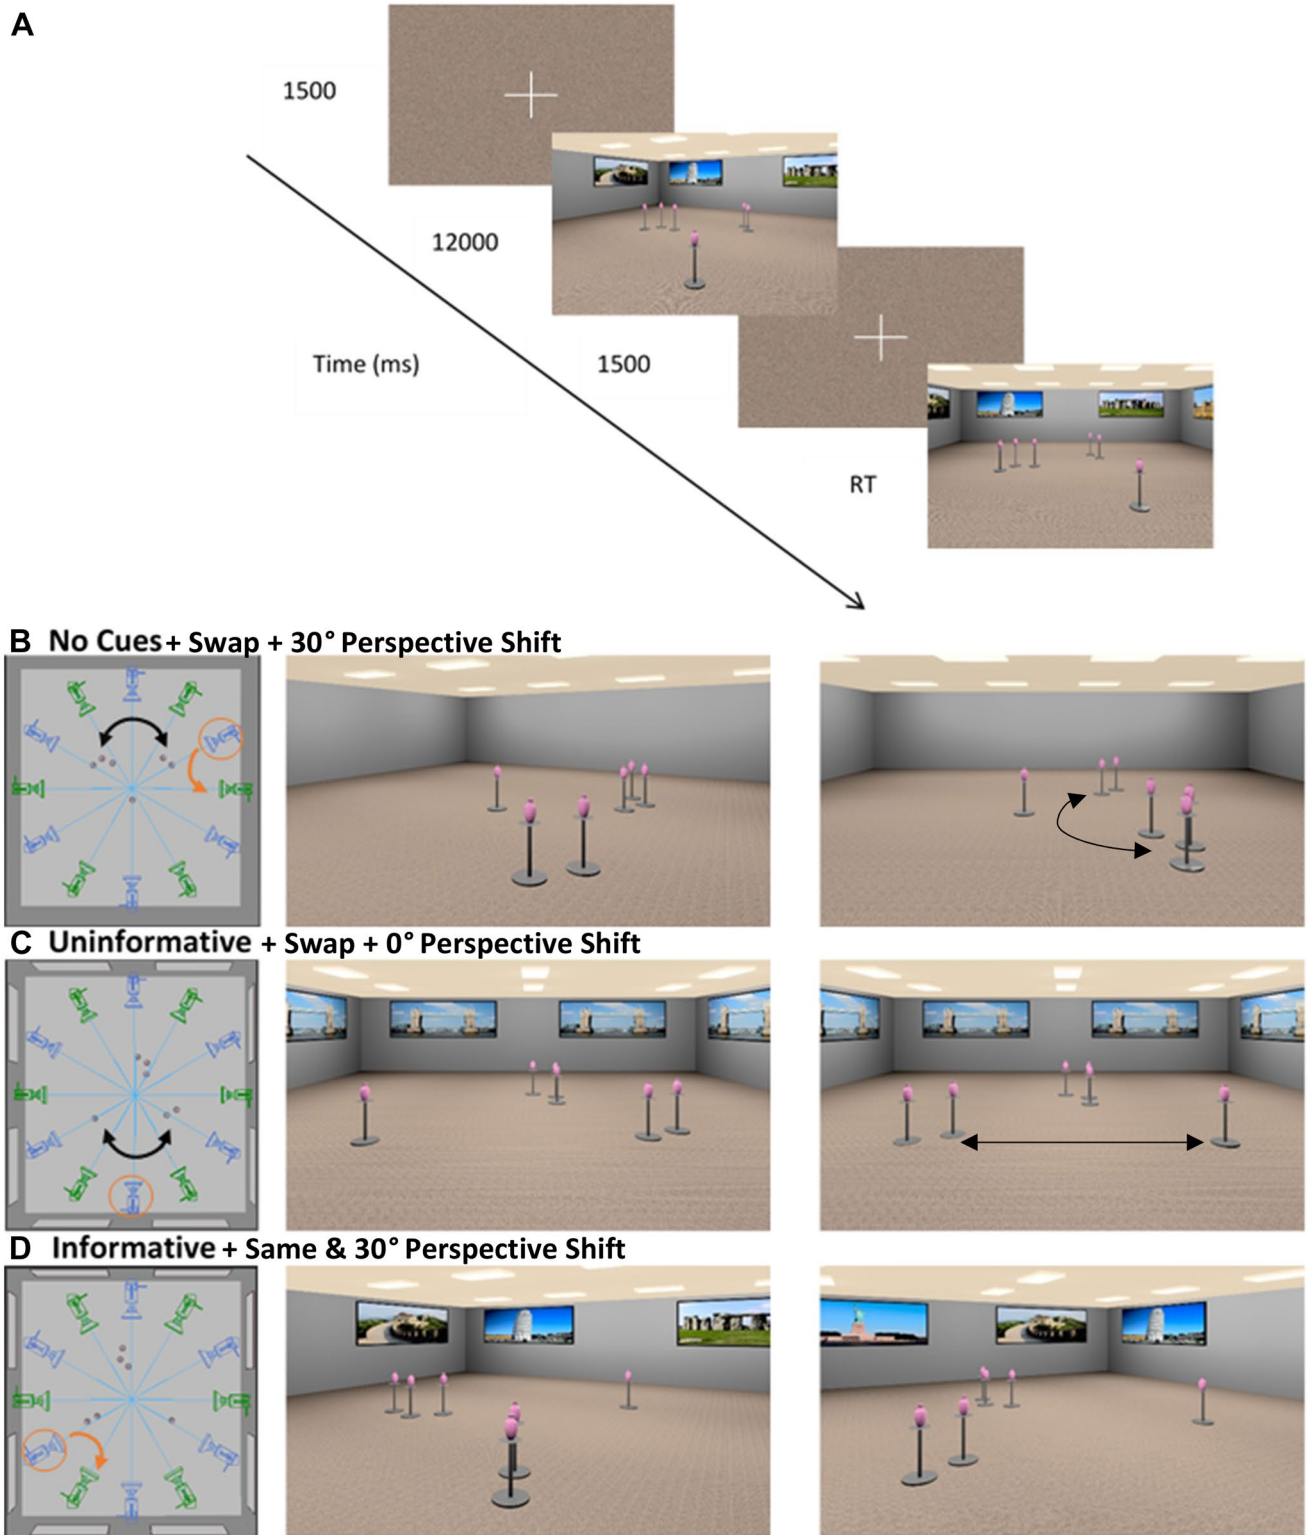 A
1500
12000
Time (ms)
1500
RT
B No Cues + Swap + 30° Perspective Shift
C Uninformative + Swap + 0° Perspective Shift
D Informative + Same & 30° Perspective Shift